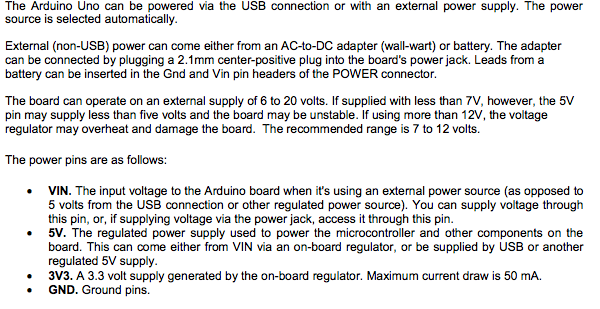 The Arduino Uno can be powered via the USB connection or with an external power supply. The power
source is selected automatically.
External (non-USB) power can come either from an AC-to-DC adapter (wall-wart) or battery. The adapter
can be connected by plugging a 2.1mm center-positive plug into the board's power jack. Leads from a
battery can be inserted in the Gnd and Vin pin headers of the POWER connector.
The board can operate on an external supply of 6 to 20 volts. If supplied with less than 7V, however, the 5V
pin may supply less than five volts and the board may be unstable. If using more than 12V, the voltage
regulator may overheat and damage the board. The recommended range is 7 to 12 volts.
The power pins are as follows:
• VIN. The input voltage to the Arduino board when it's using an external power source (as opposed to
5 volts from the USB connection or other regulated power source). You can supply voltage through
this pin, or, if supplying voltage via the power jack, access it through this pin.
• 5V. The regulated power supply used to power the microcontroller and other components on the
board. This can come either from VIN via an on-board regulator, or be supplied by USB or another
regulated 5V supply.
• 3V3. A 3.3 volt supply generated by the on-board regulator. Maximum current draw is 50 mA.
• GND. Ground pins.